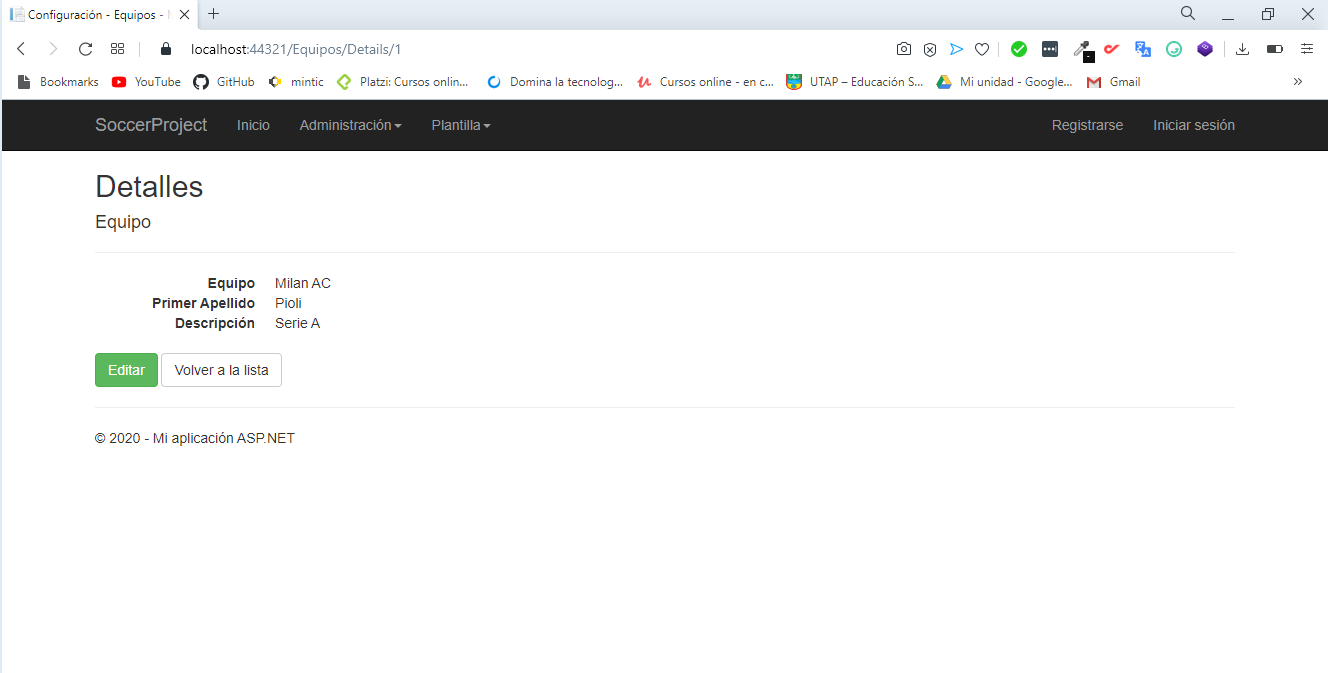 Configuración - Equipos -
localhost:44321/Equipos/Details/1
Bookmarks YouTube GitHub mintic Platzi: Cursos onlin... Domina la tecnolog... Cursos online - en c... UTAP – Educación S... Mi unidad - Google... Gmail »
SoccerProject Inicio Administración Plantilla Registrarse Iniciar sesión
Detalles
Equipo
Equipo Milan AC
Primer Apellido Pioli
Descripción Serie A
Editar Volver a la lista
© 2020 - Mi aplicación ASP.NET